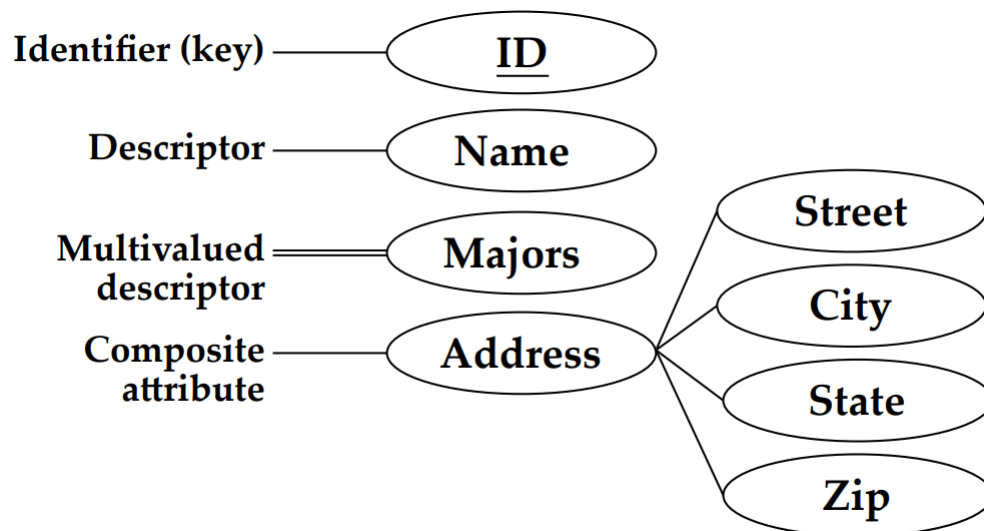 Identifier (key)
ID
Descriptor
Name
Multivalued
descriptor
Majors
Composite
attribute
Address
Street
City
State
Zip